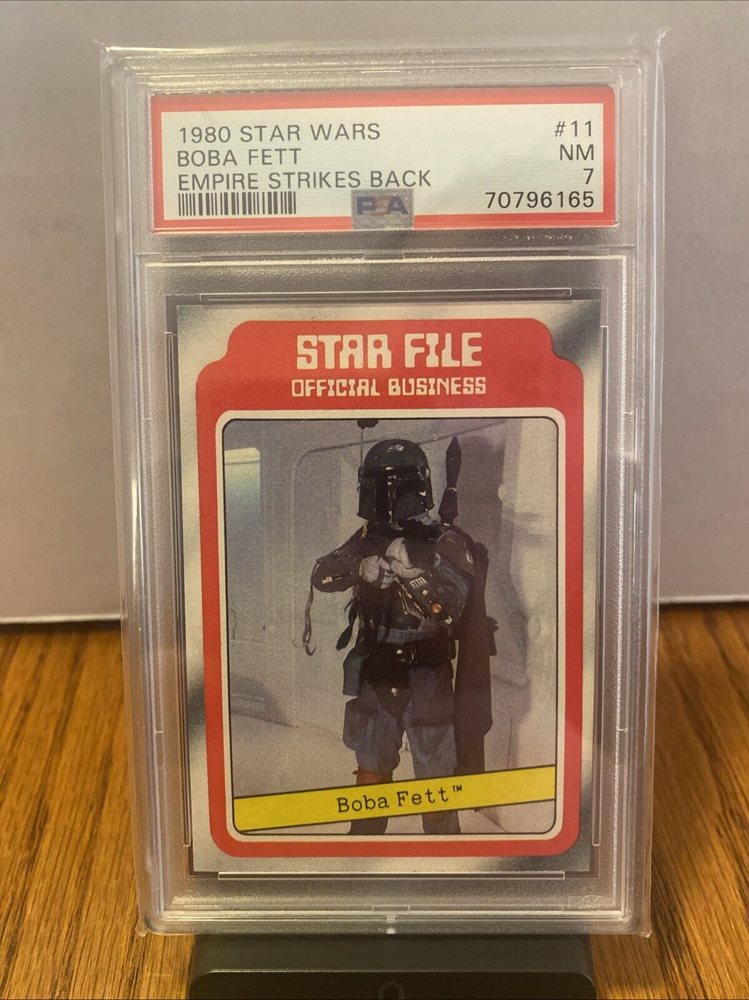 1980 STAR WARS #11
BOBA FETT NM
EMPIRE STRIKES BACK 7
PSA 70796165
STAR FILE
OFFICIAL BUSINESS
Boba Fett™